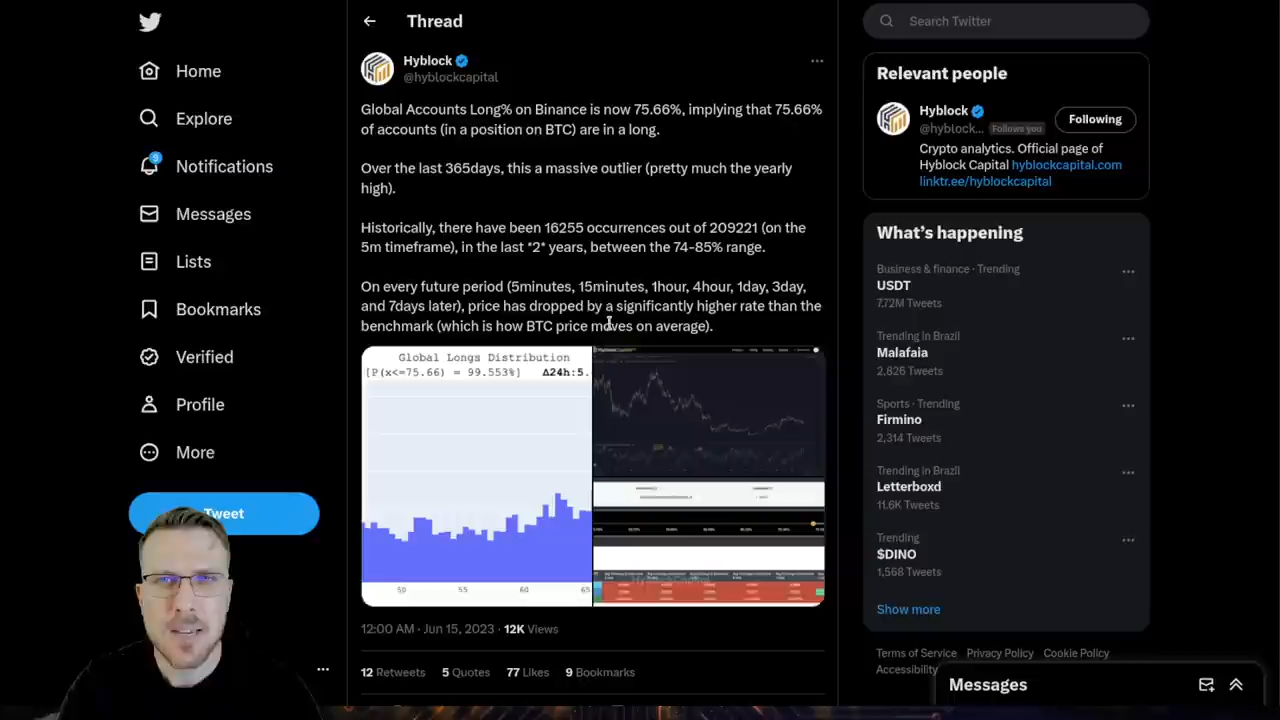 Thread
Search Twitter
Home
Explore
9
Notifications
Messages
Lists
Bookmarks
Verified
Profile
More
Tweet
Hyblock
@hyblockcapital
Global Accounts Long% on Binance is now 75.66%, implying that 75.66%
of accounts (in a position on BTC) are in a long.
Over the last 365days, this a massive outlier (pretty much the yearly
high).
Historically, there have been 16255 occurrences out of 209221 (on the
5m timeframe), in the last *2* years, between the 74-85% range.
On every future period (5minutes, 15minutes, 1hour, 4hour, 1day, 3day,
and 7days later), price has dropped by a significantly higher rate than the
benchmark (which is how BTC price moves on average).
Global Longs Distribution
[P(x<=75.66) = 99.553%] Δ24h:5.
50 55 60 65
12:00 AM · Jun 15, 2023 · 12K Views
12 Retweets 5 Quotes 77 Likes 9 Bookmarks
Relevant people
Hyblock
@hyblock... Follows you
Following
Crypto analytics. Official page of
Hyblock Capital hyblockcapital.com
linktr.ee/hyblockcapital
What's happening
Business & finance · Trending
USDT
7.72M Tweets
Trending in Brazil
Malafaia
2,826 Tweets
Sports · Trending
Firmino
2,314 Tweets
Trending in Brazil
Letterboxd
11.6K Tweets
Trending
$DINO
1,568 Tweets
Show more
Terms of Service Privacy Policy Cookie Policy
Accessibility
Messages